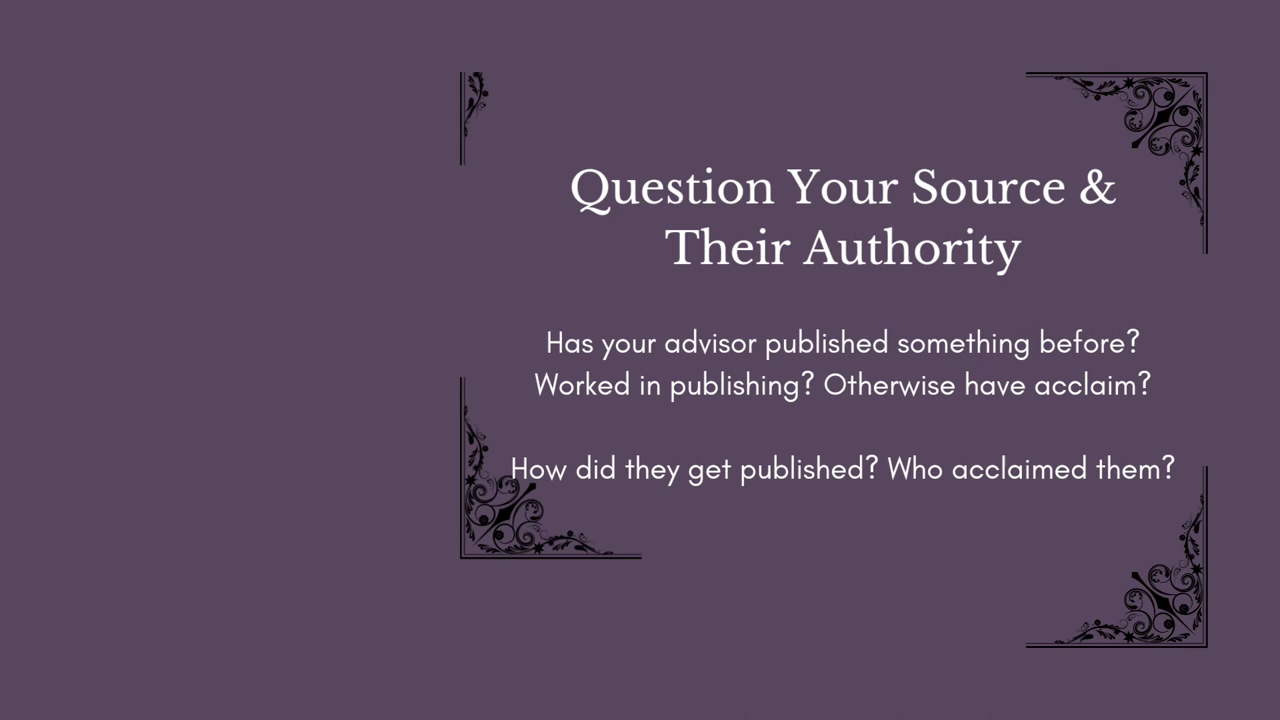 Question Your Source &
Their Authority
Has your advisor published something before?
Worked in publishing? Otherwise have acclaim?
How did they get published? Who acclaimed them?